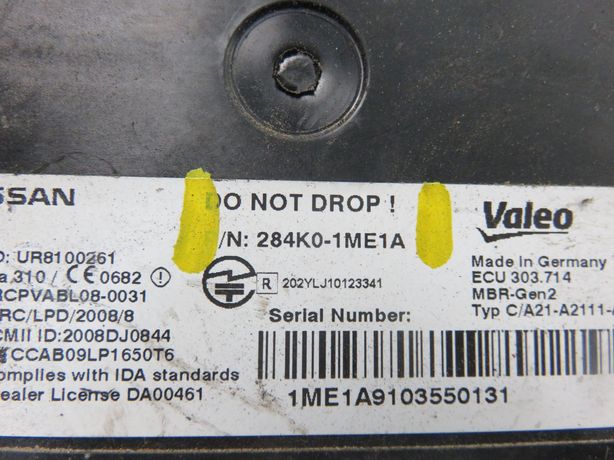 DO NOT DROP !
Valeo
/N: 284K0-1ME1A
UR8100261
310 / CE 0682
R 202YLJ10123341
Made in Germany
ECU 303.714
MBR-Gen2
Typ C/A21-A2111-
RCPVABL08-0031
RC/LPD/2008/8
CMII ID:2008DJ0844
CCAB09LP1650T6
omplies with IDA standards
ealer License DA00461
Serial Number:
1ME1A9103550131